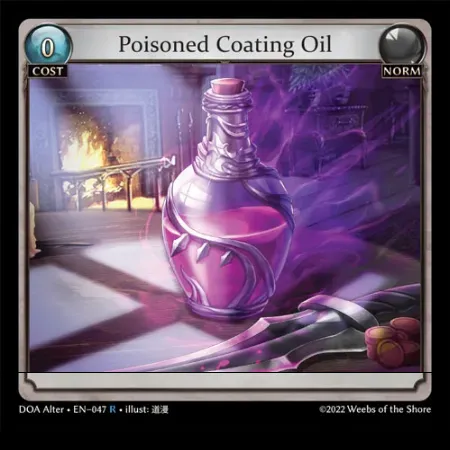 0
COST
Poisoned Coating Oil
NORM
DOA Alter • EN-047 R • illust: 道漫
©2022 Weebs of the Shore